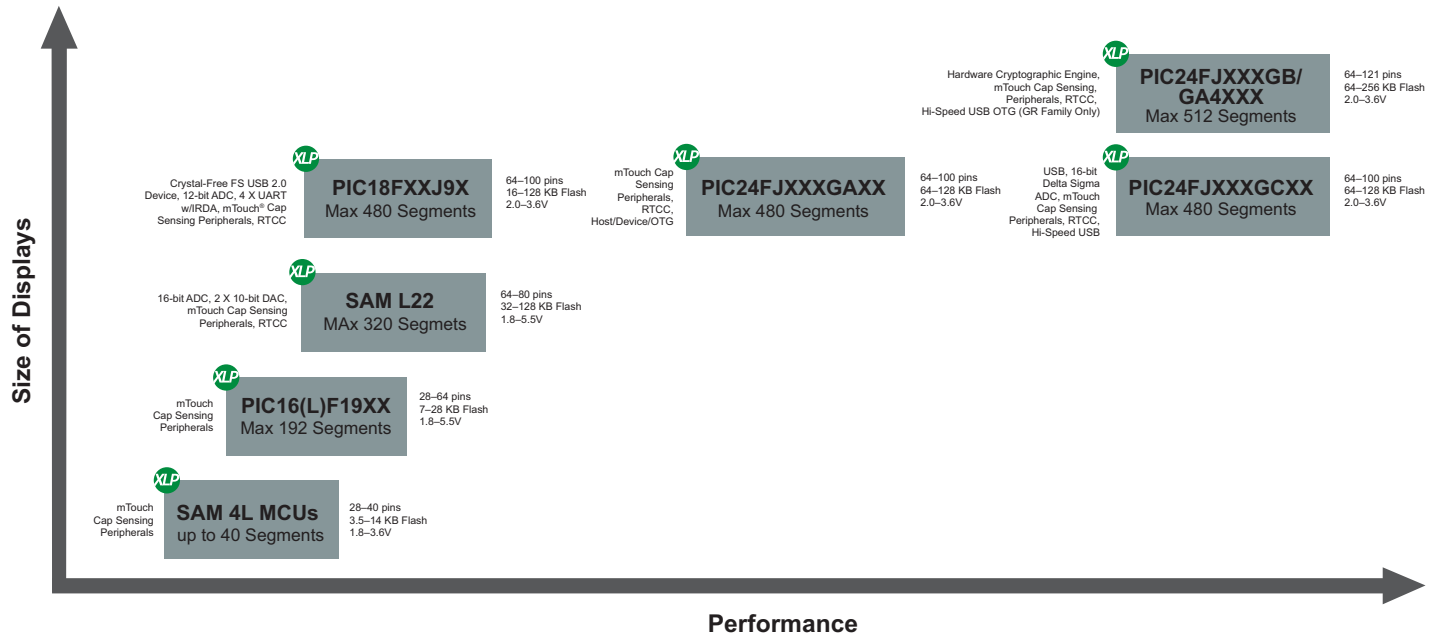 Size of Displays
XLP
Hardware Cryptographic Engine,
mTouch Cap Sensing,
Peripherals, RTCC,
Hi-Speed USB OTG (GR Family Only)
PIC24FJXXXGB/
GA4XXX
Max 512 Segments
64–121 pins
64–256 KB Flash
2.0–3.6V
XLP
Crystal-Free FS USB 2.0
Device, 12-bit ADC, 4 X UART
w/IRDA, mTouch® Cap
Sensing Peripherals, RTCC
PIC18FXXJ9X
Max 480 Segments
64–100 pins
16–128 KB Flash
2.0–3.6V
XLP
mTouch Cap
Sensing
Peripherals,
RTCC,
Host/Device/OTG
PIC24FJXXXGAXX
Max 480 Segments
64–100 pins
64–128 KB Flash
2.0–3.6V
XLP
USB, 16-bit
Delta Sigma
ADC, mTouch
Cap Sensing
Peripherals, RTCC,
Hi-Speed USB
PIC24FJXXXGCXX
Max 480 Segments
64–100 pins
64–128 KB Flash
2.0–3.6V
XLP
16-bit ADC, 2 X 10-bit DAC,
mTouch Cap Sensing
Peripherals, RTCC
SAM L22
MAx 320 Segmets
64–80 pins
32–128 KB Flash
1.8–5.5V
XLP
mTouch
Cap Sensing
Peripherals
PIC16(L)F19XX
Max 192 Segments
28–64 pins
7–28 KB Flash
1.8–5.5V
XLP
mTouch
Cap Sensing
Peripherals
SAM 4L MCUs
up to 40 Segments
28–40 pins
3.5–14 KB Flash
1.8–3.6V
Performance